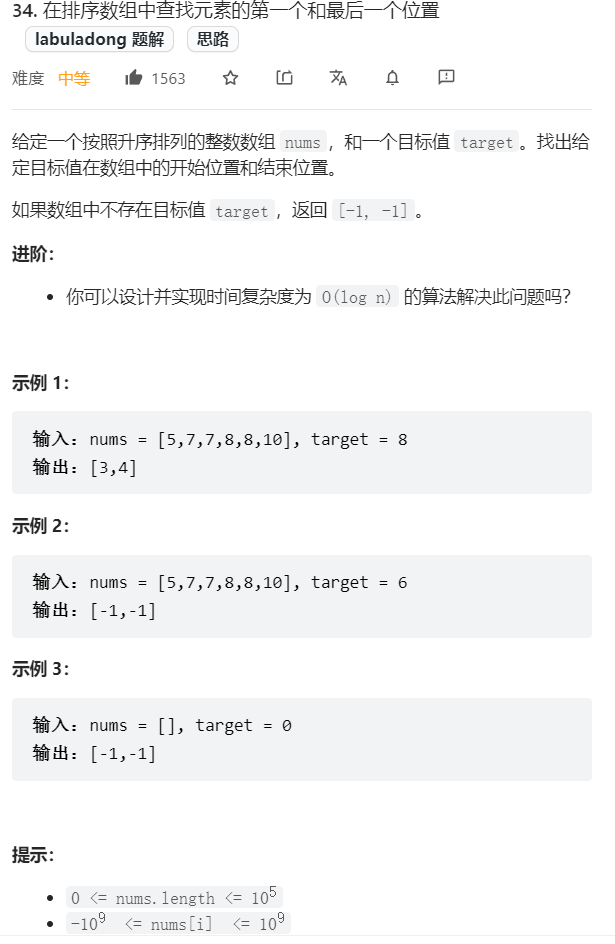 34. 在排序数组中查找元素的第一个和最后一个位置
labuladong 题解 思路
难度 中等 1563
给定一个按照升序排列的整数数组 nums，和一个目标值 target。找出给
定目标值在数组中的开始位置和结束位置。
如果数组中不存在目标值 target，返回 [-1, -1]。
进阶：
• 你可以设计并实现时间复杂度为 O(log n) 的算法解决此问题吗？
示例 1：
输入：nums = [5,7,7,8,8,10], target = 8
输出：[3,4]
示例 2：
输入：nums = [5,7,7,8,8,10], target = 6
输出：[-1,-1]
示例 3：
输入：nums = [], target = 0
输出：[-1,-1]
提示：
• 0 <= nums.length <= 10⁵
• -10⁹ <= nums[i] <= 10⁹